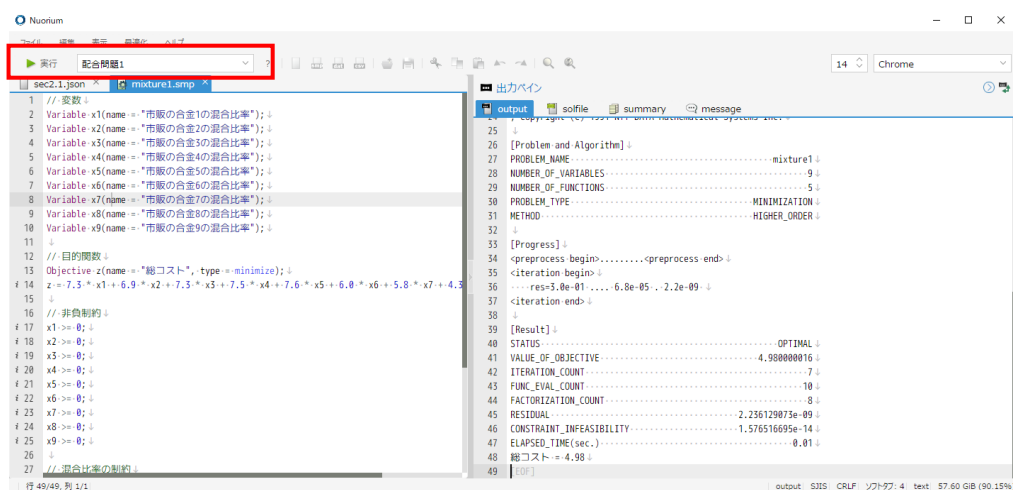 Nuorium
ファイル 編集 表示 最適化 ヘルプ
実行 配合問題1 ? 14 Chrome
sec2.1.json × mixture1.smp ×
1 // 変数↓
2 Variable x1(name = "市販の合金1の混合比率");↓
3 Variable x2(name = "市販の合金2の混合比率");↓
4 Variable x3(name = "市販の合金3の混合比率");↓
5 Variable x4(name = "市販の合金4の混合比率");↓
6 Variable x5(name = "市販の合金5の混合比率");↓
7 Variable x6(name = "市販の合金6の混合比率");↓
8 Variable x7(name = "市販の合金7の混合比率");↓
9 Variable x8(name = "市販の合金8の混合比率");↓
10 Variable x9(name = "市販の合金9の混合比率");↓
11 ↓
12 // 目的関数↓
13 Objective z(name = "総コスト", type = minimize);↓
14 z = 7.3 * x1 + 6.9 * x2 + 7.3 * x3 + 7.5 * x4 + 7.6 * x5 + 6.0 * x6 + 5.8 * x7 + 4.3
15 ↓
16 // 非負制約↓
17 x1 >= 0;↓
18 x2 >= 0;↓
19 x3 >= 0;↓
20 x4 >= 0;↓
21 x5 >= 0;↓
22 x6 >= 0;↓
23 x7 >= 0;↓
24 x8 >= 0;↓
25 x9 >= 0;↓
26 ↓
27 // 混合比率の制約↓
出力ペイン
output solfile summary message
24 , Copyright (C) 1991 NTT DATA Mathematical Systems Inc.
25 ↓
26 [Problem and Algorithm]↓
27 PROBLEM_NAME mixture1↓
28 NUMBER_OF_VARIABLES 9↓
29 NUMBER_OF_FUNCTIONS 5↓
30 PROBLEM_TYPE MINIMIZATION↓
31 METHOD HIGHER_ORDER↓
32 ↓
33 [Progress]↓
34 <preprocess begin>.........<preprocess end>↓
35 <iteration begin>↓
36 res=3.0e-01 .... 6.8e-05 . 2.2e-09 ↓
37 <iteration end>↓
38 ↓
39 [Result]↓
40 STATUS OPTIMAL↓
41 VALUE_OF_OBJECTIVE 4.980000016↓
42 ITERATION_COUNT 7↓
43 FUNC_EVAL_COUNT 10↓
44 FACTORIZATION_COUNT 8↓
45 RESIDUAL 2.236129073e-09↓
46 CONSTRAINT_INFEASIBILITY 1.576516695e-14↓
47 ELAPSED_TIME(sec.) 0.01↓
48 総コスト = 4.98↓
49 [EOF]
行 49/49, 列 1/1 output SJIS CRLF ソフトタブ: 4 text 57.60 GiB (90.15%